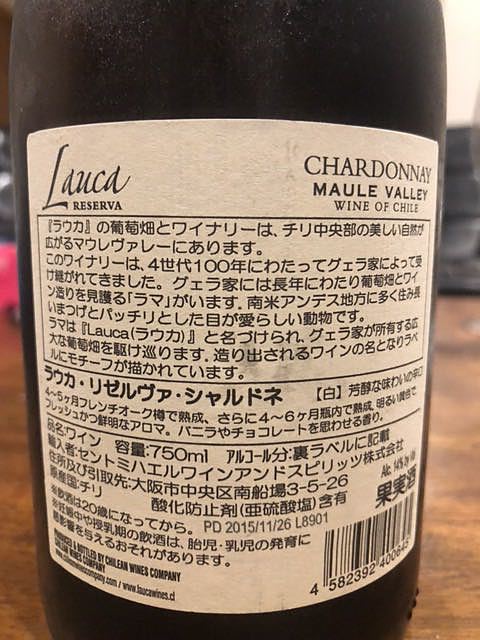 Lauca
RESERVA
CHARDONNAY
MAULE VALLEY
WINE OF CHILE
『ラウカ』の葡萄畑とワイナリーは、チリ中央部の美しい自然が
広がるマウレヴァレーにあります。
このワイナリーは、4世代100年にわたってグェラ家によって受
け継がれてきました。グェラ家には長年にわたり葡萄畑とワイ
ン造りを見護る「ラマ」がいます。南米アンデス地方に多く住み長
いまつげとパッチリとした目が愛らしい動物です。
ラマは『Lauca(ラウカ)』と名づけられ、グェラ家が所有する広
大な葡萄畑を駆け巡ります。造り出されるワインの名となりラベ
ルにモチーフが描かれています。
ラウカ・リゼルヴァ・シャルドネ 【白】芳醇な味わいの辛口
4~5ヶ月フレンチオーク樽で熟成、さらに4~6ヶ月瓶内で熟成。明るい黄色で、
フレッシュかつ鮮明なアロマ。バニラやチョコレートを思わせる香り。
品名:ワイン 容量:750ml アルコール分:裏ラベルに記載
輸入者:セントミハエルワインアンドスピリッツ株式会社
住所及び引取先:大阪市中央区南船場3-5-26
原産国:チリ 酸化防止剤(亜硫酸塩)含有
Alc. 14% by Vol.
果実酒
飲酒は20歳になってから。
PD 2015/11/26 L8901
妊娠中や授乳期の飲酒は、胎児・乳児の発育に
悪影響を与えるおそれがあります。
PRODUCED & BOTTLED BY CHILEAN WINES COMPANY
CHILEAN WINES COMPANY
/ www.laucawines.cl
4 582392 400645